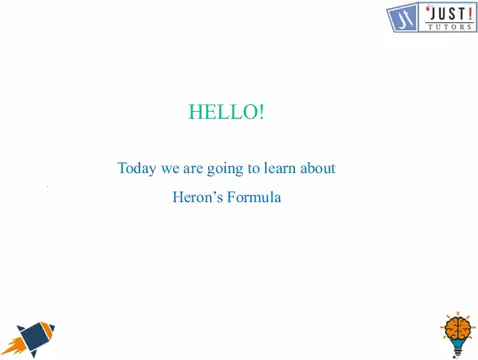 JUST!
TUTORS
HELLO!
Today we are going to learn about
Heron’s Formula